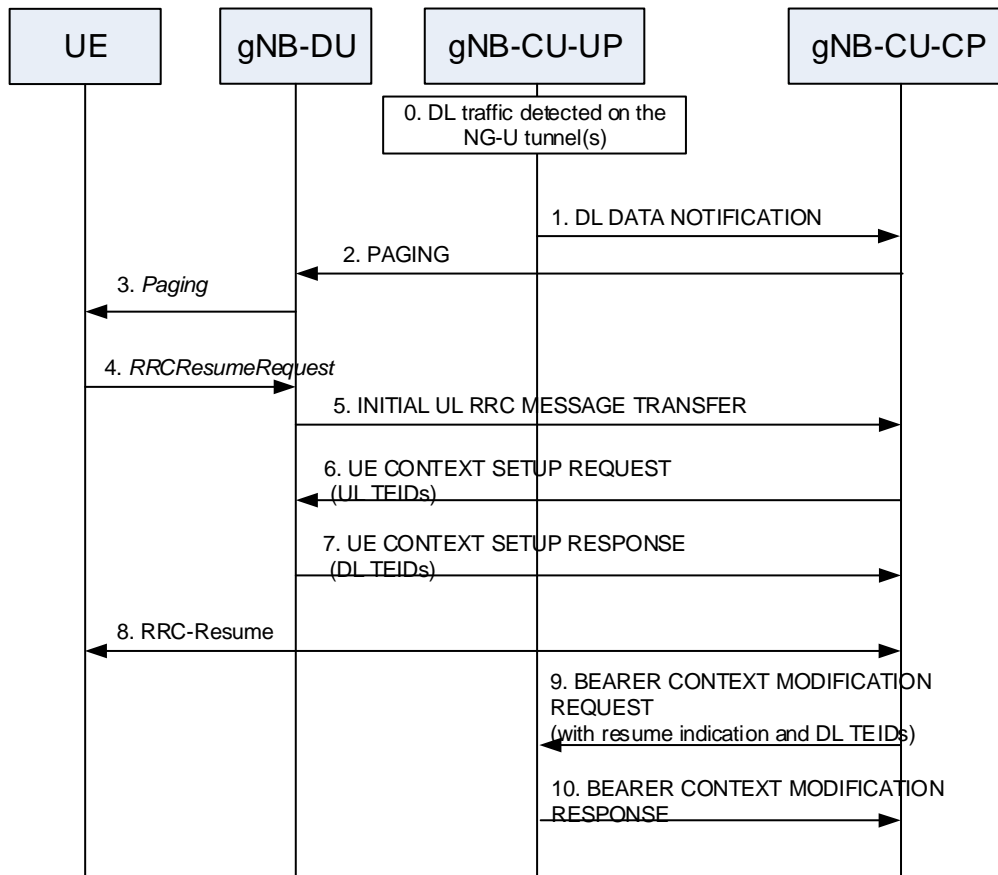 UE
gNB-DU
gNB-CU-UP
gNB-CU-CP
0. DL traffic detected on the
NG-U tunnel(s)
1. DL DATA NOTIFICATION
2. PAGING
3. Paging
4. RRCResumeRequest
5. INITIAL UL RRC MESSAGE TRANSFER
6. UE CONTEXT SETUP REQUEST
(UL TEIDs)
7. UE CONTEXT SETUP RESPONSE
(DL TEIDs)
8. RRC-Resume
9. BEARER CONTEXT MODIFICATION
REQUEST
(with resume indication and DL TEIDs)
10. BEARER CONTEXT MODIFICATION
RESPONSE